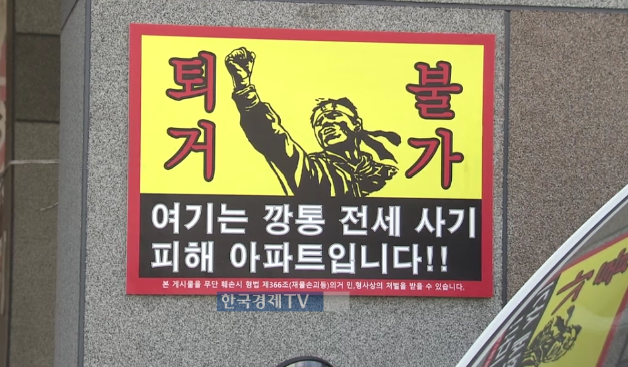 퇴거 불가
여기는 깡통 전세 사기
피해 아파트입니다!!
본 게시물을 무단 훼손시 형법 제366조(재물손괴등)의거 민,형사상의 처벌을 받을 수 있습니다.
한국경제TV